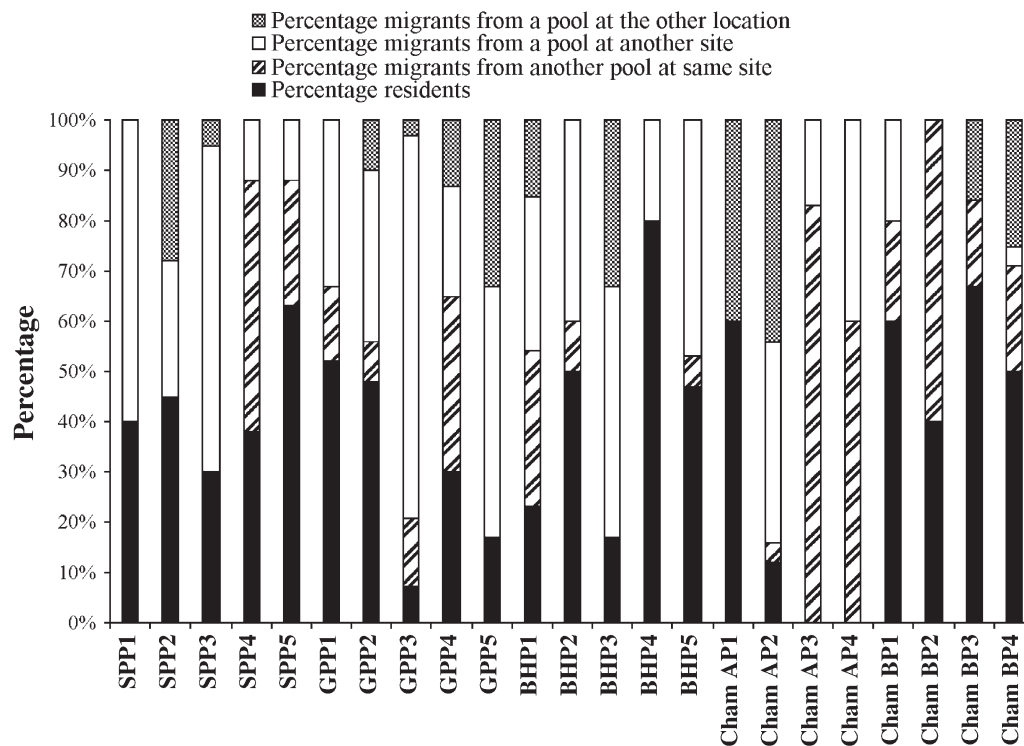 Percentage migrants from a pool at the other location
Percentage migrants from a pool at another site
Percentage migrants from another pool at same site
Percentage residents
100%
90%
80%
70%
60%
50%
40%
30%
20%
10%
0%
Percentage
SPP1
SPP2
SPP3
SPP4
SPP5
GPP1
GPP2
GPP3
GPP4
GPP5
BHP1
BHP2
BHP3
BHP4
BHP5
Cham AP1
Cham AP2
Cham AP3
Cham AP4
Cham BP1
Cham BP2
Cham BP3
Cham BP4